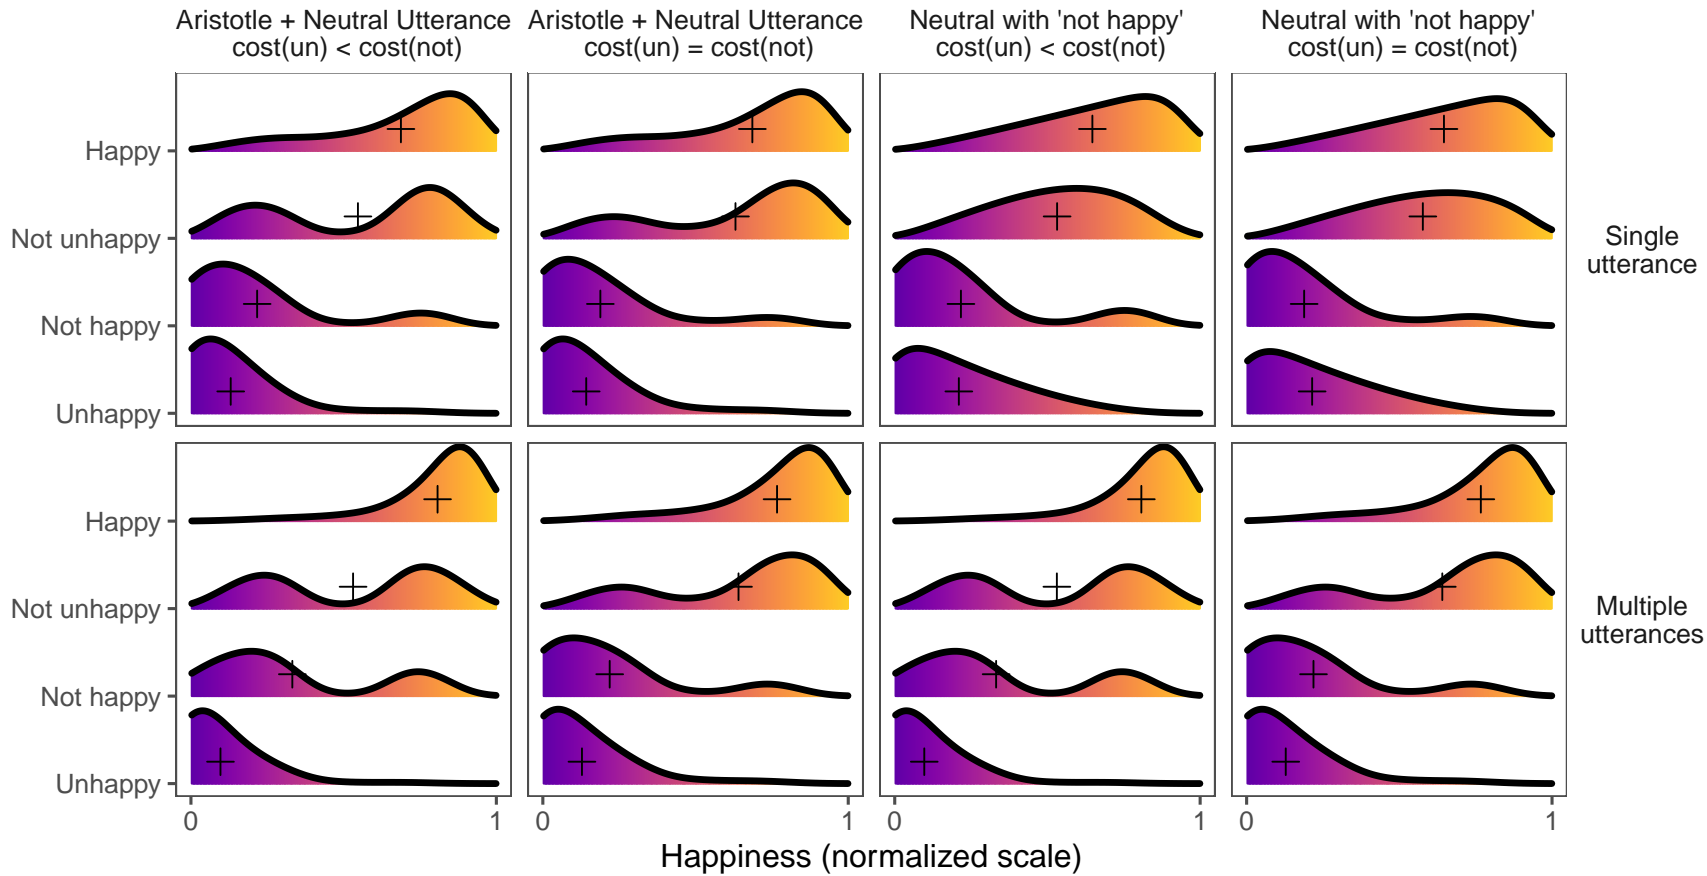 Aristotle + Neutral Utterance
cost(un) < cost(not)
Aristotle + Neutral Utterance
cost(un) = cost(not)
Neutral with 'not happy'
cost(un) < cost(not)
Neutral with 'not happy'
cost(un) = cost(not)
Happy
Not unhappy
Not happy
Unhappy
Single
utterance
Happy
Not unhappy
Not happy
Unhappy
Multiple
utterances
0 1 0 1 0 1 0 1
Happiness (normalized scale)